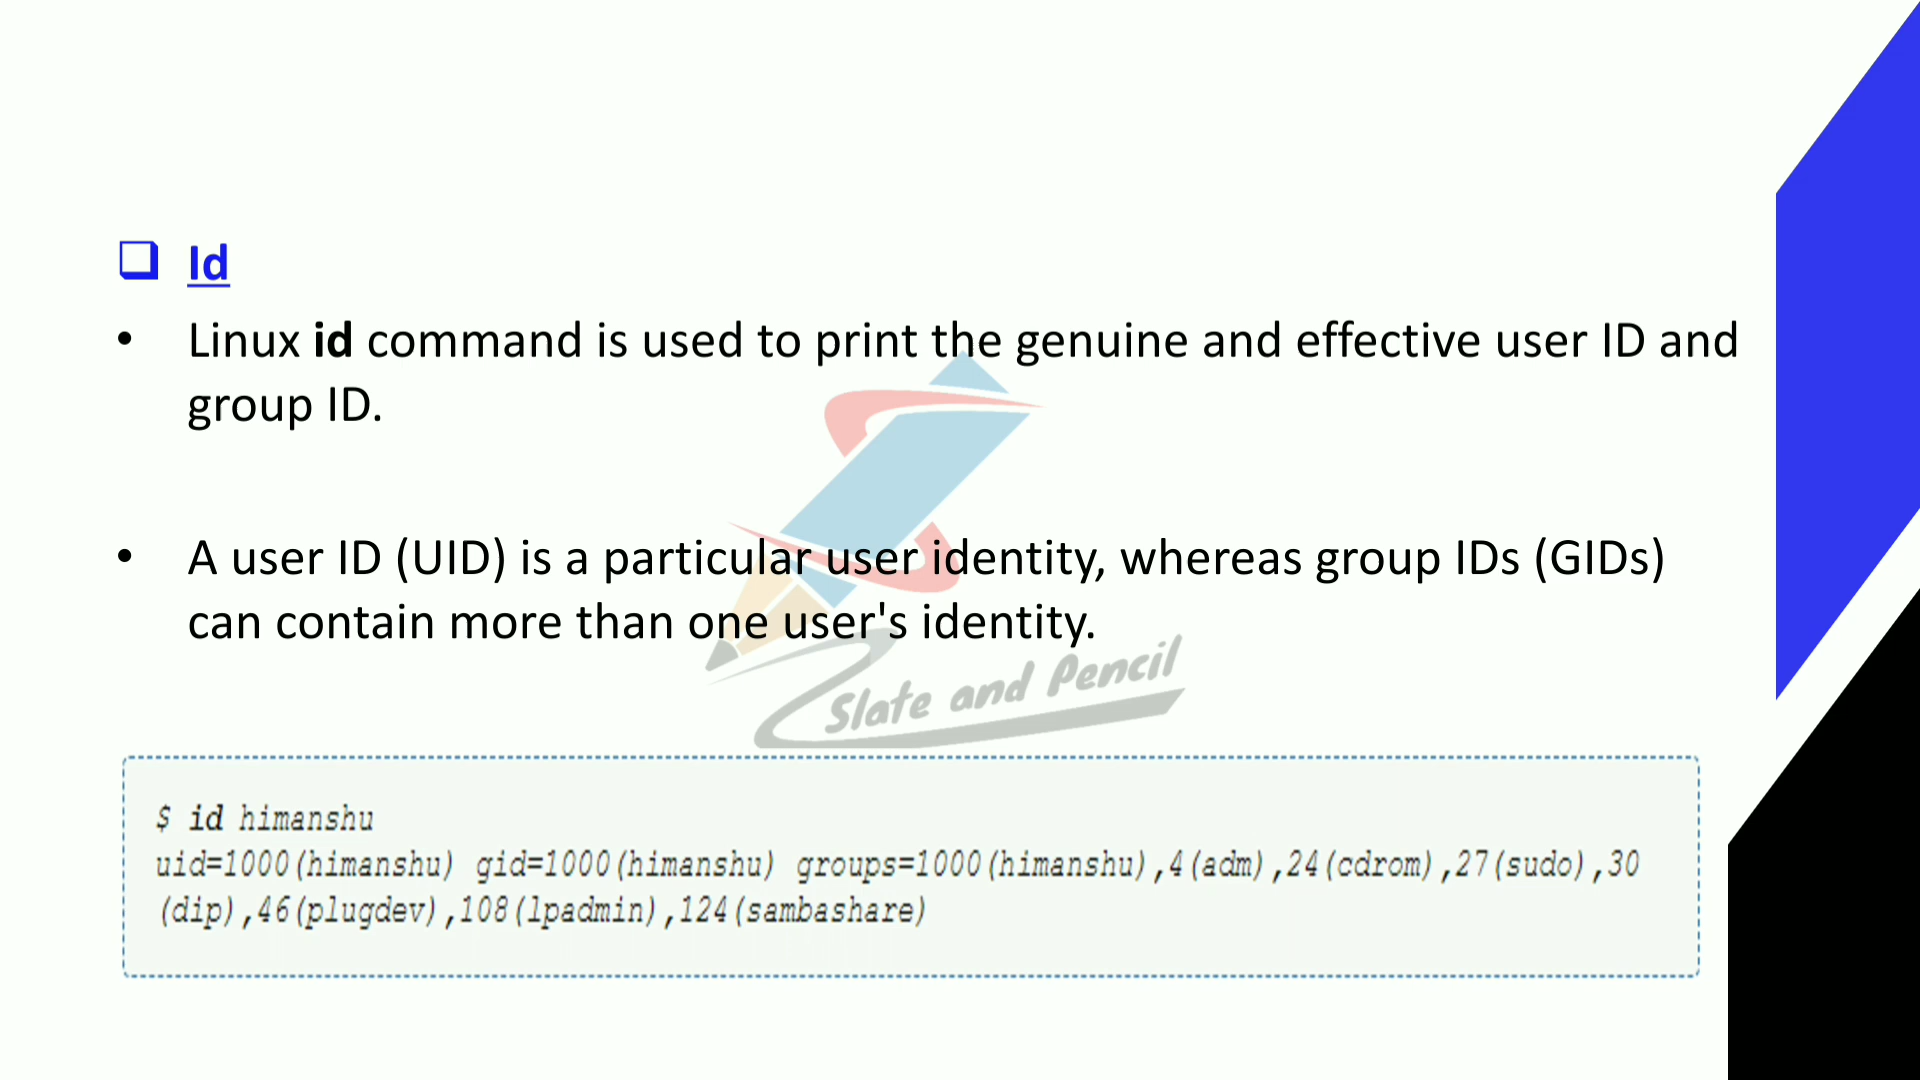 ❑ Id
• Linux id command is used to print the genuine and effective user ID and
group ID.
• A user ID (UID) is a particular user identity, whereas group IDs (GIDs)
can contain more than one user's identity.
Slate and Pencil
$ id himanshu
uid=1000(himanshu) gid=1000(himanshu) groups=1000(himanshu),4(adm),24(cdrom),27(sudo),30
(dip),46(plugdev),108(lpadmin),124(sambashare)